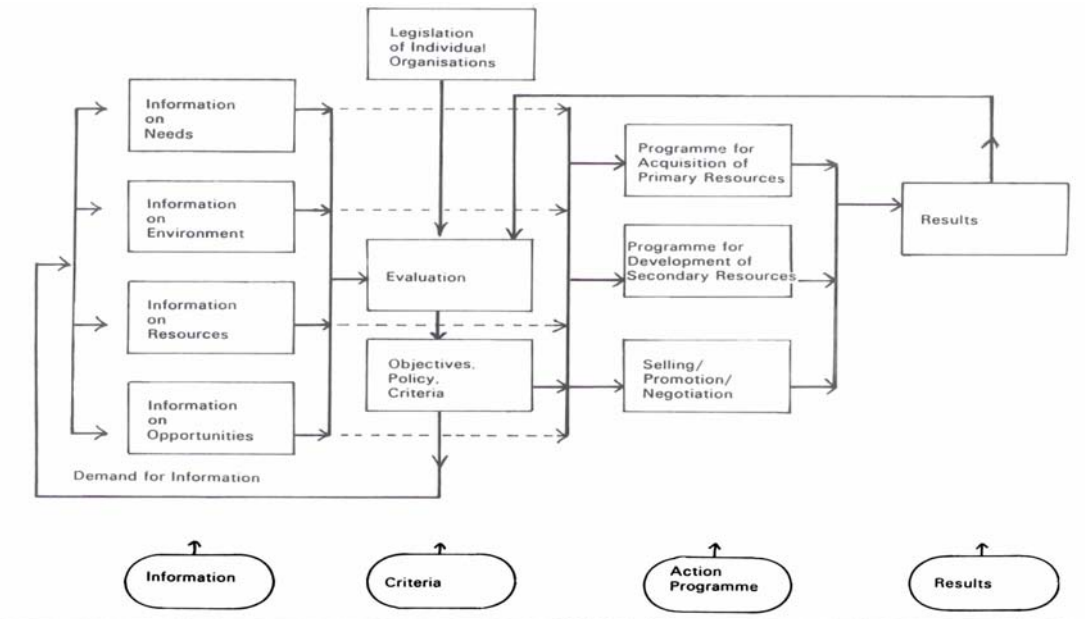 Legislation
of Individual
Organisations
Information
on
Needs
Information
on
Environment
Information
on
Resources
Information
on
Opportunities
Demand for Information
Evaluation
Objectives,
Policy,
Criteria
Programme for
Acquisition of
Primary Resources
Programme for
Development of
Secondary Resources
Selling/
Promotion/
Negotiation
Results
Information
Criteria
Action
Programme
Results